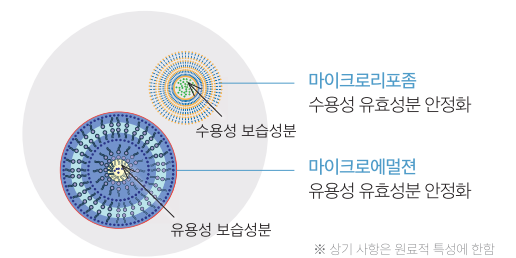 마이크로리포좀
수용성 유효성분 안정화
수용성 보습성분
마이크로에멀젼
유용성 유효성분 안정화
유용성 보습성분
※ 상기 사항은 원료적 특성에 한함